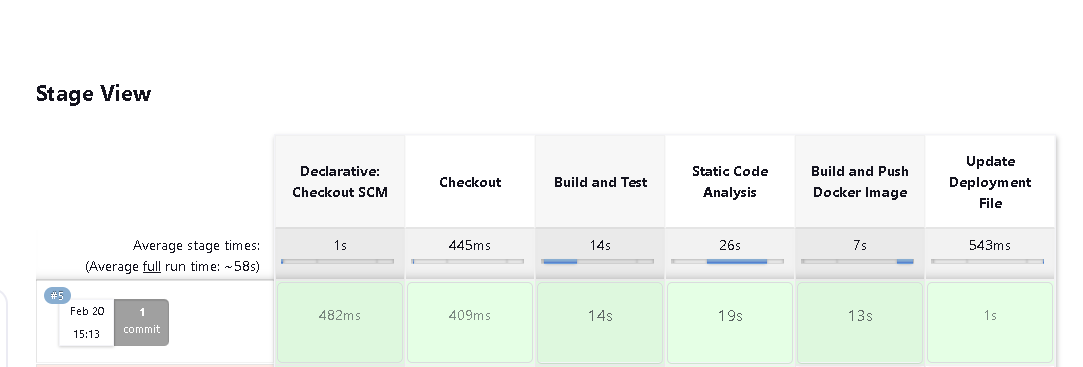 Stage View
Declarative:
Checkout SCM
Checkout
Build and Test
Static Code
Analysis
Build and Push
Docker Image
Update
Deployment
File
Average stage times:
(Average full run time: ~58s)
1s
445ms
14s
26s
7s
543ms
#5
Feb 20
15:13
1
commit
482ms
409ms
14s
19s
13s
1s